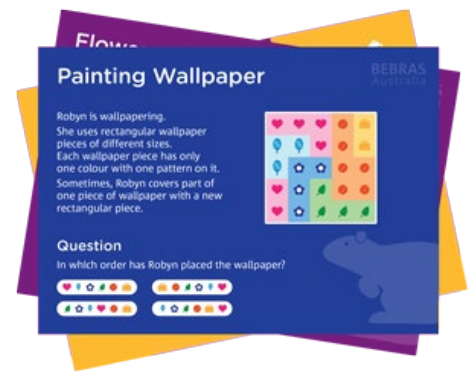 Flow
Painting Wallpaper
BEBRAS
Australia
Robyn is wallpapering.
She uses rectangular wallpaper
pieces of different sizes.
Each wallpaper piece has only
one colour with one pattern on it.
Sometimes, Robyn covers part of
one piece of wallpaper with a new
rectangular piece.
Question
In which order has Robyn placed the wallpaper?